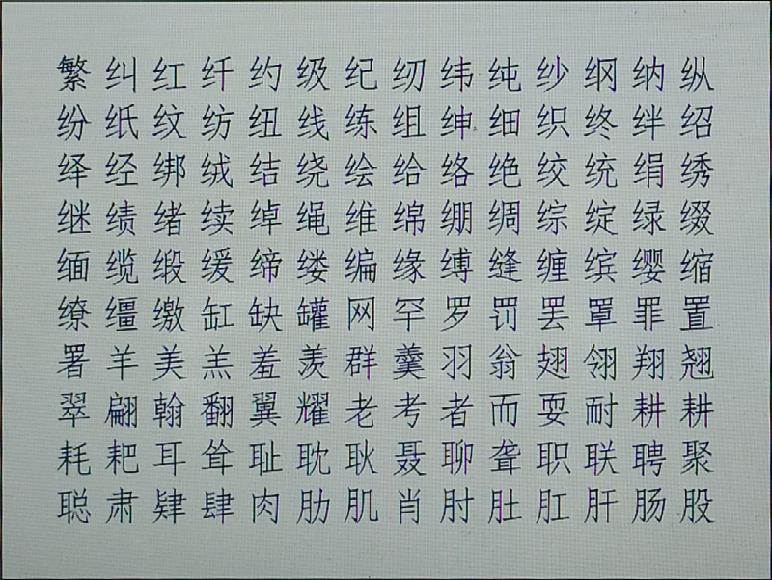 繁纠红纤约级纪纫纬纯纱纲纳纵
纷纸纹纺纽线练组绅细织终绊绍
绎经绑绒结绕绘给络绝绞统绢绣
继绩绪续绰绳维绵绷绸综绽绿缀
缅缆缎缓缔缕编缘缚缝缠缤缨缩
缭缰缴缸缺罐网罕罗罚罢罩罪置
署羊美羔羞羡群羹羽翁翅翎翔翘
翠翩翰翻翼耀老考者而耍耐耕耕
耗耙耳耸耻耽耿聂聊聋职联聘聚
聪肃肄肆肉肋肌肖肘肚肛肝肠股